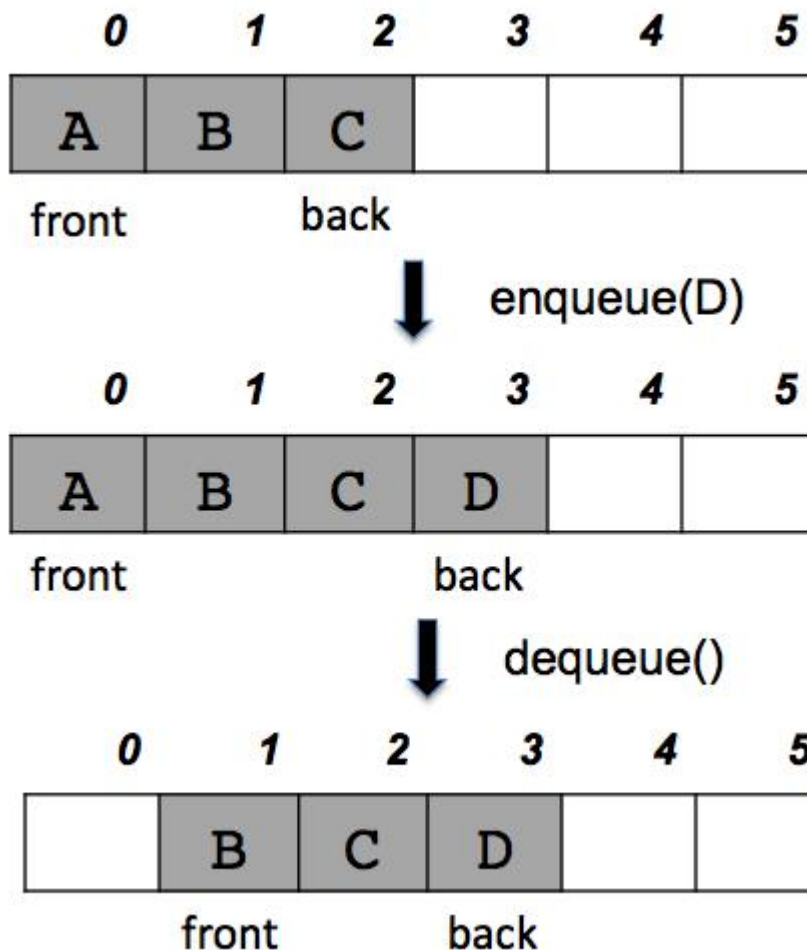 0 1 2 3 4 5
A B C
front back
enqueue(D)
0 1 2 3 4 5
A B C D
front back
dequeue()
0 1 2 3 4 5
B C D
front back